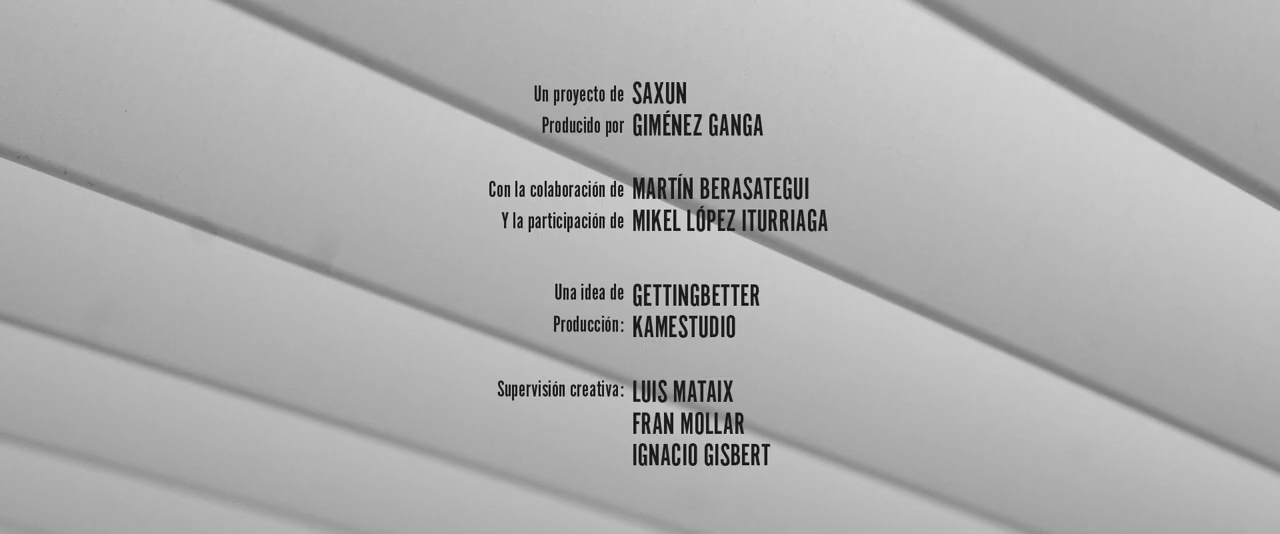 Un proyecto de SAXUN
Producido por GIMÉNEZ GANGA
Con la colaboración de MARTÍN BERASATEGUI
Y la participación de MIKEL LÓPEZ ITURRIAGA
Una idea de GETTINGBETTER
Producción: KAMESTUDIO
Supervisión creativa: LUIS MATAIX
FRAN MOLLAR
IGNACIO GISBERT